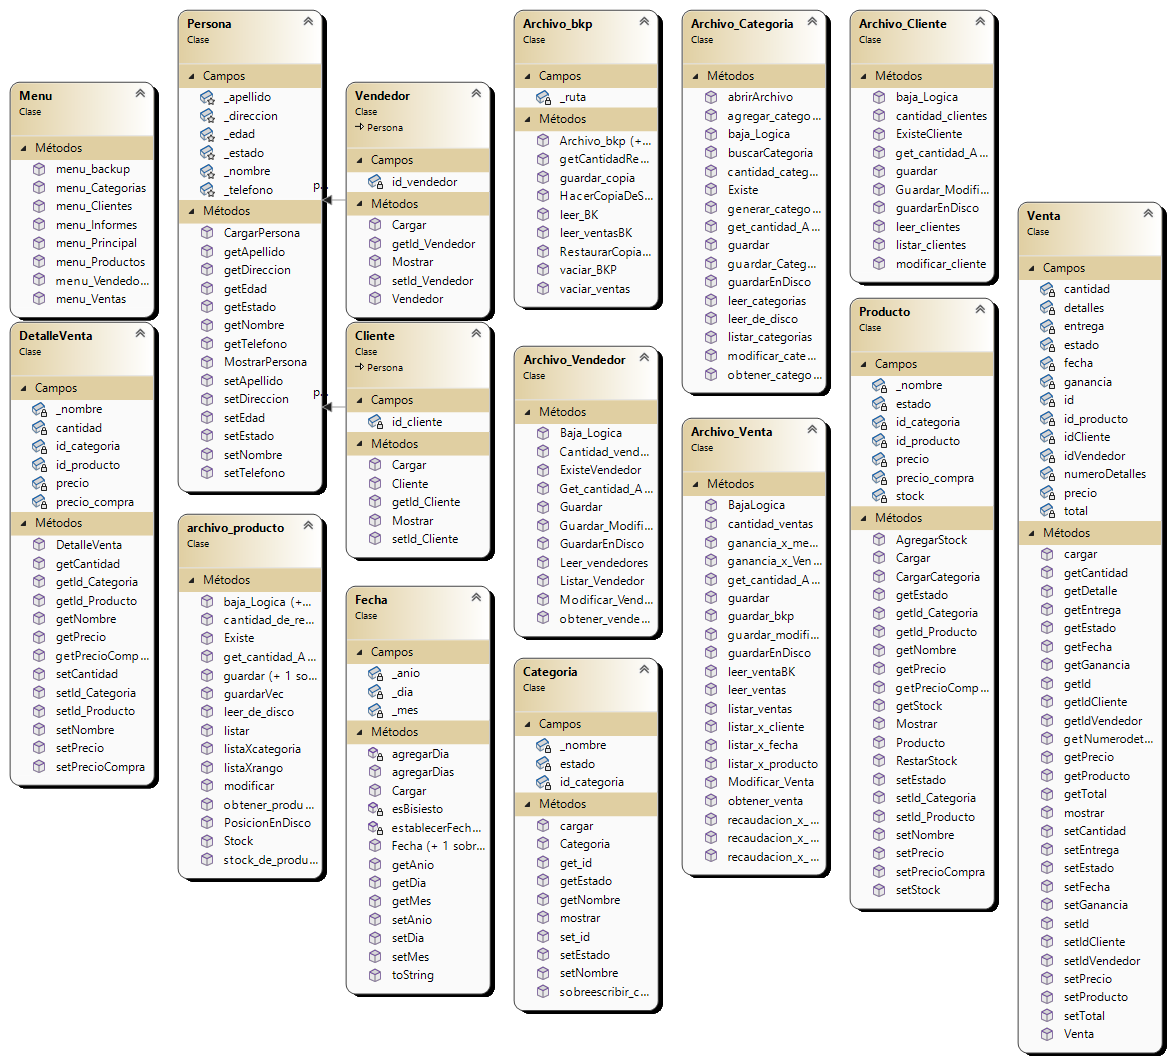 Menu
Clase
Métodos
menu_backup
menu_Categorias
menu_Clientes
menu_Informes
menu_Principal
menu_Productos
menu_Vendedo...
menu_Ventas
DetalleVenta
Clase
Campos
_nombre
cantidad
id_categoria
id_producto
precio
precio_compra
Métodos
DetalleVenta
getCantidad
getId_Categoria
getId_Producto
getNombre
getPrecio
getPrecioComp...
setCantidad
setId_Categoria
setId_Producto
setNombre
setPrecio
setPrecioCompra
Persona
Clase
Campos
_apellido
_direccion
_edad
_estado
_nombre
_telefono
Métodos
CargarPersona
getApellido
getDireccion
getEdad
getEstado
getNombre
getTelefono
MostrarPersona
setApellido
setDireccion
setEdad
setEstado
setNombre
setTelefono
p...
p...
archivo_producto
Clase
Métodos
baja_Logica (+...
cantidad_de_re...
Existe
get_cantidad_A...
guardar (+ 1 so...
guardarVec
leer_de_disco
listar
listaXcategoria
listaXrango
modificar
obtener_produ...
PosicionEnDisco
Stock
stock_de_produ...
Vendedor
Clase
Persona
Campos
id_vendedor
Métodos
Cargar
getId_Vendedor
Mostrar
setId_Vendedor
Vendedor
Cliente
Clase
Persona
Campos
id_cliente
Métodos
Cargar
Cliente
getId_Cliente
Mostrar
setId_Cliente
Fecha
Clase
Campos
_anio
_dia
_mes
Métodos
agregarDia
agregarDias
Cargar
esBisiesto
establecerFech...
Fecha (+ 1 sobr...
getAnio
getDia
getMes
setAnio
setDia
setMes
toString
Archivo_bkp
Clase
Campos
_ruta
Métodos
Archivo_bkp (+...
getCantidadRe...
guardar_copia
HacerCopiaDeS...
leer_BK
leer_ventasBK
RestaurarCopia...
vaciar_BKP
vaciar_ventas
Archivo_Vendedor
Clase
Métodos
Baja_Logica
Cantidad_vend...
ExisteVendedor
Get_cantidad_A...
Guardar
Guardar_Modifi...
GuardarEnDisco
Leer_vendedores
Listar_Vendedor
Modificar_Vend...
obtener_vende...
Categoria
Clase
Campos
_nombre
estado
id_categoria
Métodos
cargar
Categoria
get_id
getEstado
getNombre
mostrar
set_id
setEstado
setNombre
sobreescribir_c...
Archivo_Categoria
Clase
Métodos
abrirArchivo
agregar_catego...
baja_Logica
buscarCategoria
cantidad_categ...
Existe
generar_catego...
get_cantidad_A...
guardar
guardar_Categ...
guardarEnDisco
leer_categorias
leer_de_disco
listar_categorias
modificar_cate...
obtener_catego...
Archivo_Venta
Clase
Métodos
BajaLogica
cantidad_ventas
ganancia_x_me...
ganancia_x_Ven...
get_cantidad_A...
guardar
guardar_bkp
guardar_modifi...
guardarEnDisco
leer_ventaBK
leer_ventas
listar_ventas
listar_x_cliente
listar_x_fecha
listar_x_producto
Modificar_Venta
obtener_venta
recaudacion_x_...
recaudacion_x_...
recaudacion_x_...
Archivo_Cliente
Clase
Métodos
baja_Logica
cantidad_clientes
ExisteCliente
get_cantidad_A...
guardar
Guardar_Modifi...
guardarEnDisco
leer_clientes
listar_clientes
modificar_cliente
Producto
Clase
Campos
_nombre
estado
id_categoria
id_producto
precio
precio_compra
stock
Métodos
AgregarStock
Cargar
CargarCategoria
getEstado
getId_Categoria
getId_Producto
getNombre
getPrecio
getPrecioComp...
getStock
Mostrar
Producto
RestarStock
setEstado
setId_Categoria
setId_Producto
setNombre
setPrecio
setPrecioCompra
setStock
Venta
Clase
Campos
cantidad
detalles
entrega
estado
fecha
ganancia
id
id_producto
idCliente
idVendedor
numeroDetalles
precio
total
Métodos
cargar
getCantidad
getDetalle
getEntrega
getEstado
getFecha
getGanancia
getId
getIdCliente
getIdVendedor
getNumerodet...
getPrecio
getProducto
getTotal
mostrar
setCantidad
setEntrega
setEstado
setFecha
setGanancia
setId
setIdCliente
setIdVendedor
setPrecio
setProducto
setTotal
Venta